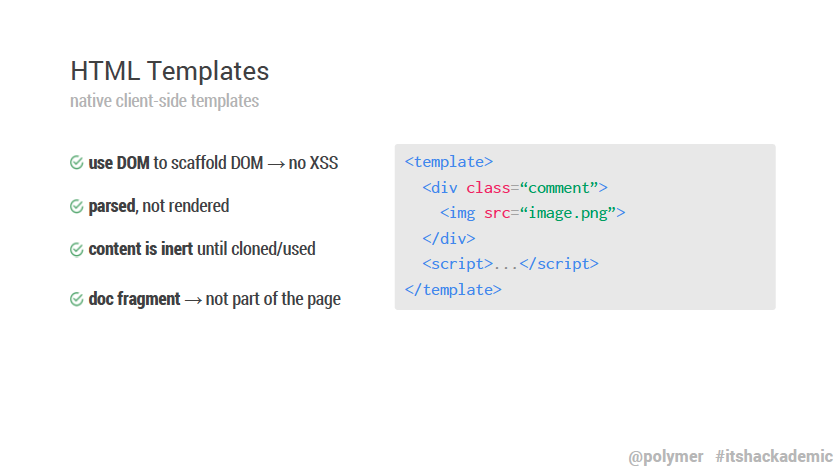 HTML Templates
native client-side templates
use DOM to scaffold DOM → no XSS
parsed, not rendered
content is inert until cloned/used
doc fragment → not part of the page
<template>
  <div class=“comment”>
    <img src=“image.png”>
  </div>
  <script>...</script>
</template>
@polymer #itshackademic